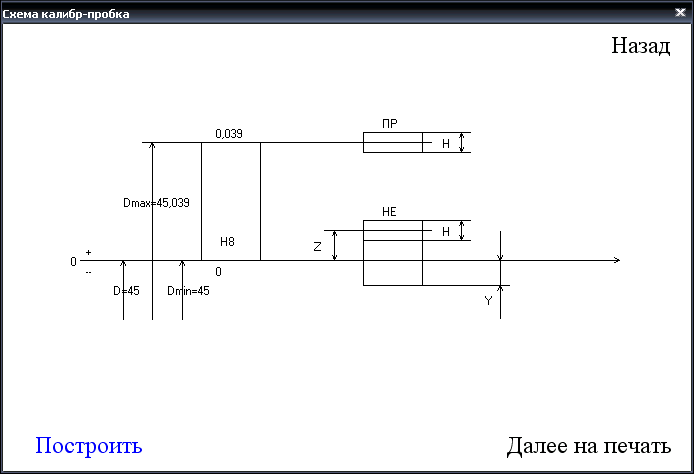 Схема калибр-пробка
Назад
ПР
0,039
H
Dmax=45,039
НЕ
H8
H
Z
+
0
--
0
D=45
Dmin=45
Y
Построить
Далее на печать